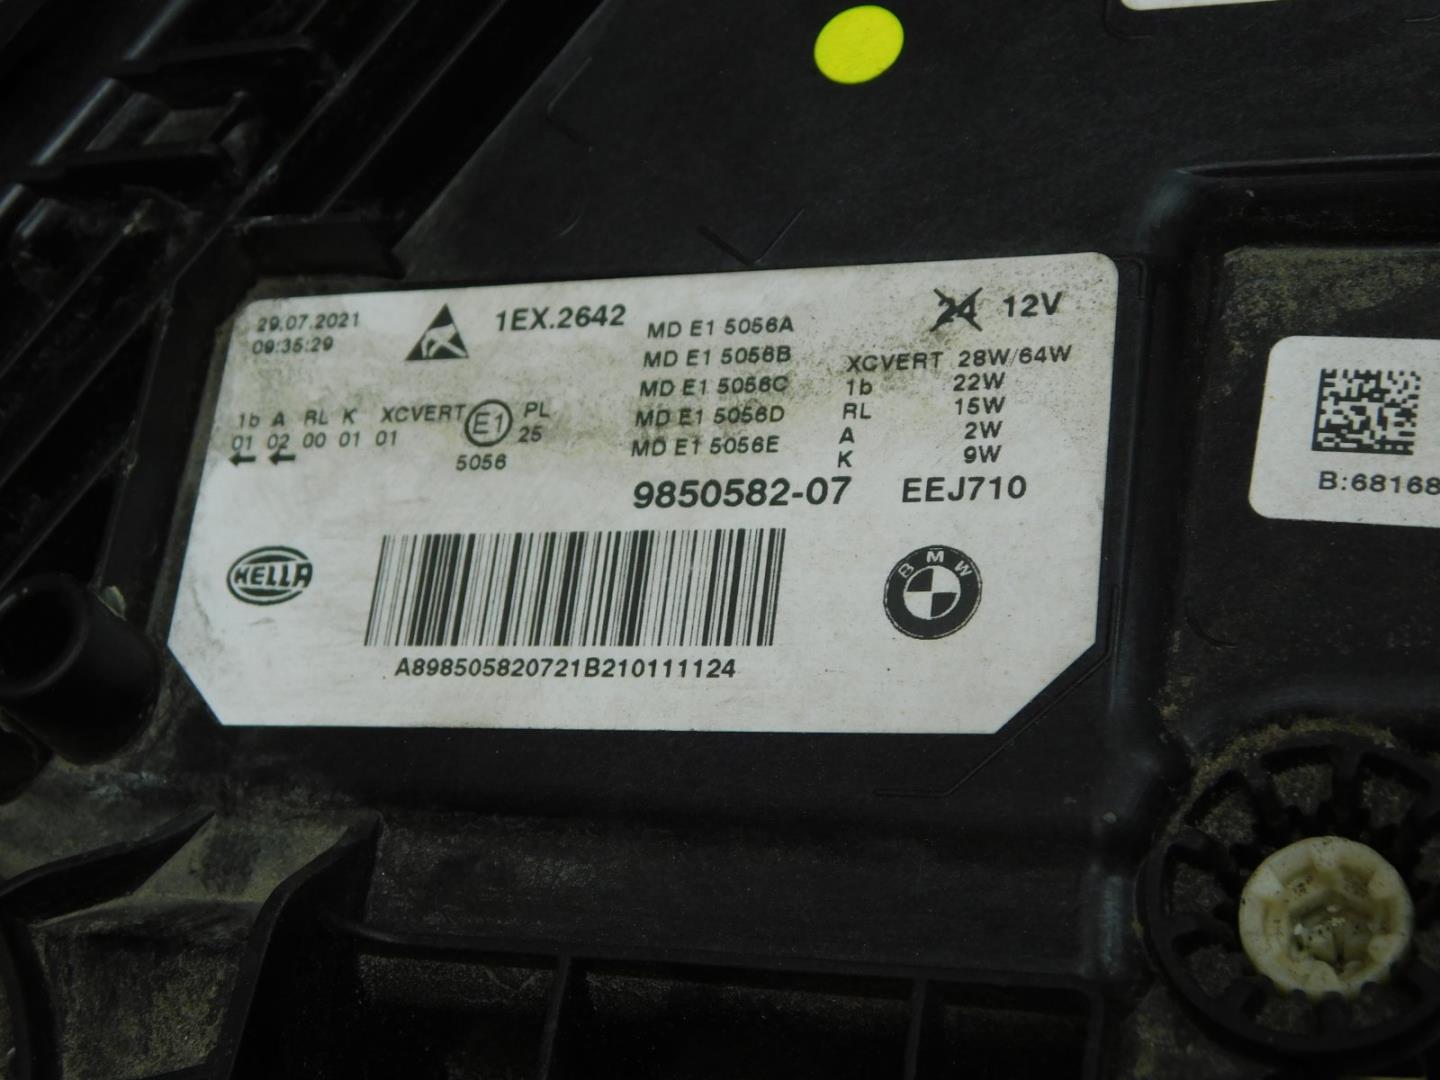 29.07.2021
09:35:29
1EX.2642
MD E1 5056A
MD E1 5056B
MD E1 5056C
MD E1 5056D
MD E1 5056E
24 12V
XCVERT 28W/64W
1b 22W
RL 15W
A 2W
K 9W
1b A RL K XCVERT E1 PL
01 02 00 01 01 25
5056
9850582-07 EEJ710
HELLA
BMW
A898505820721B210111124
B:68168